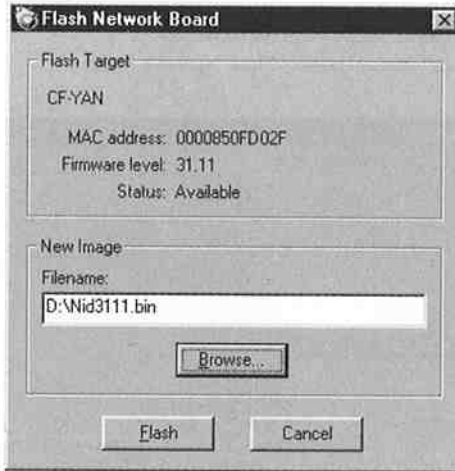 Flash Network Board
Flash Target
CF-YAN
MAC address: 0000850FD02F
Firmware level: 31.11
Status: Available
New Image
Filename:
D:\Nid3111.bin
Browse...
Flash
Cancel